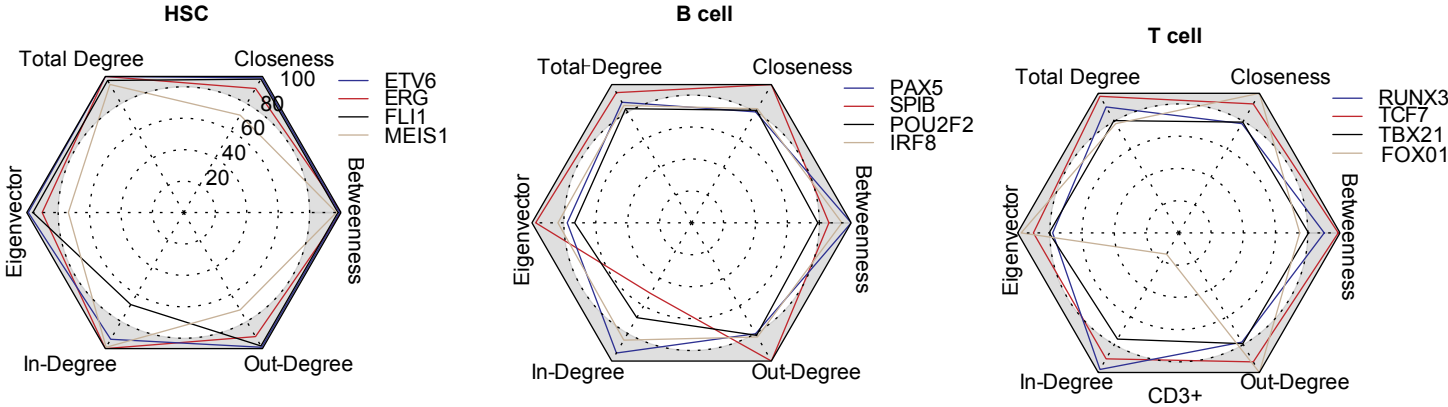 HSC
Total Degree
Closeness
100
80
60
40
20
Eigenvector
Betweenness
In-Degree
Out-Degree
ETV6
ERG
FLI1
MEIS1
B cell
Total Degree
Closeness
Eigenvector
Betweenness
In-Degree
Out-Degree
PAX5
SPIB
POU2F2
IRF8
T cell
Total Degree
Closeness
Eigenvector
Betweenness
In-Degree
Out-Degree
CD3+
RUNX3
TCF7
TBX21
FOX01